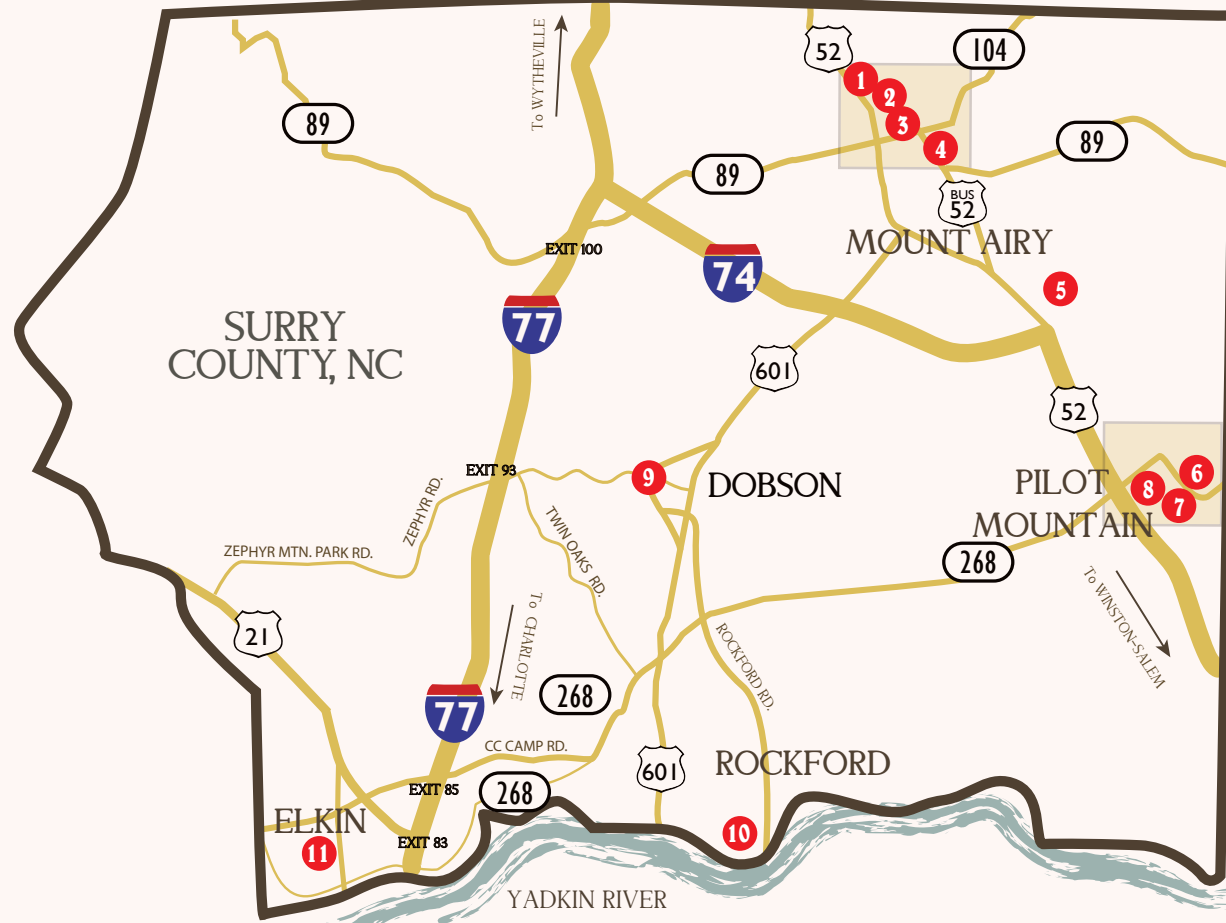 To WYTHEVILLE
52
104
1
2
3
4
89
89
89
BUS
52
MOUNT AIRY
EXIT 100
74
5
77
SURRY
COUNTY, NC
601
52
EXIT 93
9
DOBSON
PILOT
MOUNTAIN
6
8
7
ZEPHYR RD.
TWIN OAKS RD.
ZEPHYR MTN. PARK RD.
268
To WINSTON-SALEM
21
To CHARLOTTE
ROCKFORD RD.
268
77
CC CAMP RD.
601
ROCKFORD
EXIT 85
268
ELKIN
EXIT 83
10
11
YADKIN RIVER